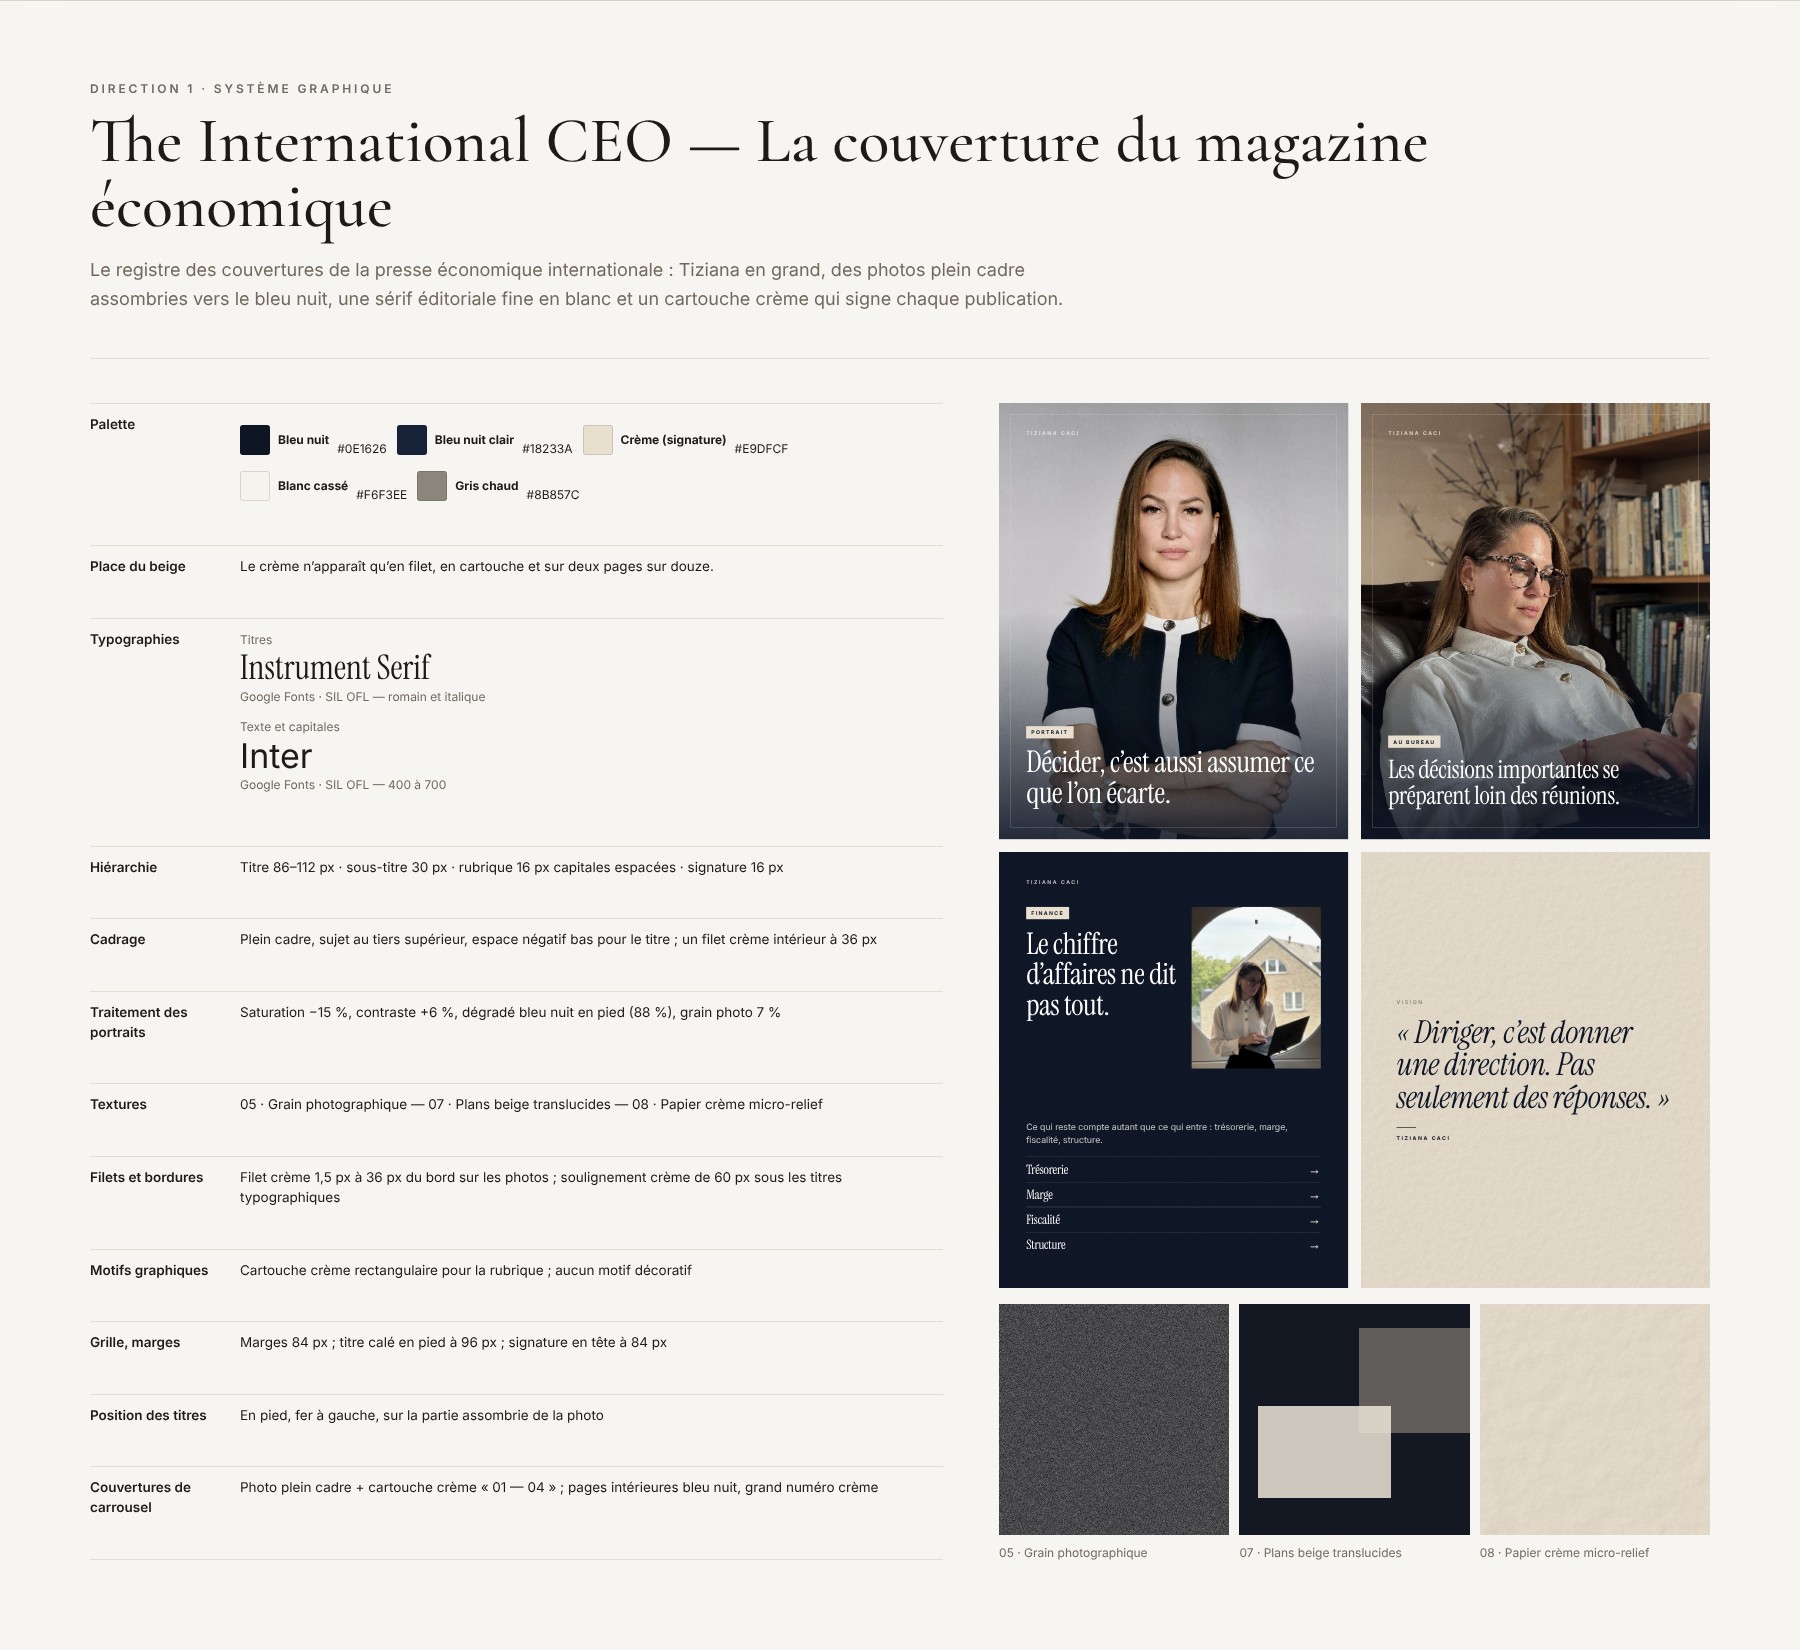 DIRECTION 1 · SYSTÈME GRAPHIQUE
The International CEO — La couverture du magazine
économique
Le registre des couvertures de la presse économique internationale : Tiziana en grand, des photos plein cadre
assombries vers le bleu nuit, une sérif éditoriale fine en blanc et un cartouche crème qui signe chaque publication.
Palette
Bleu nuit #0E1626 Bleu nuit clair #18233A Crème (signature) #E9DFCF
Blanc cassé #F6F3EE Gris chaud #8B857C
Place du beige
Le crème n’apparaît qu’en filet, en cartouche et sur deux pages sur douze.
Typographies
Titres
Instrument Serif
Google Fonts · SIL OFL — romain et italique
Texte et capitales
Inter
Google Fonts · SIL OFL — 400 à 700
Hiérarchie
Titre 86–112 px · sous-titre 30 px · rubrique 16 px capitales espacées · signature 16 px
Cadrage
Plein cadre, sujet au tiers supérieur, espace négatif bas pour le titre ; un filet crème intérieur à 36 px
Traitement des
portraits
Saturation −15 %, contraste +6 %, dégradé bleu nuit en pied (88 %), grain photo 7 %
Textures
05 · Grain photographique — 07 · Plans beige translucides — 08 · Papier crème micro-relief
Filets et bordures
Filet crème 1,5 px à 36 px du bord sur les photos ; soulignement crème de 60 px sous les titres
typographiques
Motifs graphiques
Cartouche crème rectangulaire pour la rubrique ; aucun motif décoratif
Grille, marges
Marges 84 px ; titre calé en pied à 96 px ; signature en tête à 84 px
Position des titres
En pied, fer à gauche, sur la partie assombrie de la photo
Couvertures de
carrousel
Photo plein cadre + cartouche crème « 01 — 04 » ; pages intérieures bleu nuit, grand numéro crème
TIZIANA CACI
PORTRAIT
Décider, c’est aussi assumer ce
que l’on écarte.
TIZIANA CACI
AU BUREAU
Les décisions importantes se
préparent loin des réunions.
TIZIANA CACI
FINANCE
Le chiffre
d’affaires ne dit
pas tout.
Ce qui reste compte autant que ce qui entre : trésorerie, marge,
fiscalité, structure.
Trésorerie →
Marge →
Fiscalité →
Structure →
VISION
« Diriger, c’est donner
une direction. Pas
seulement des réponses. »
TIZIANA CACI
05 · Grain photographique
07 · Plans beige translucides
08 · Papier crème micro-relief